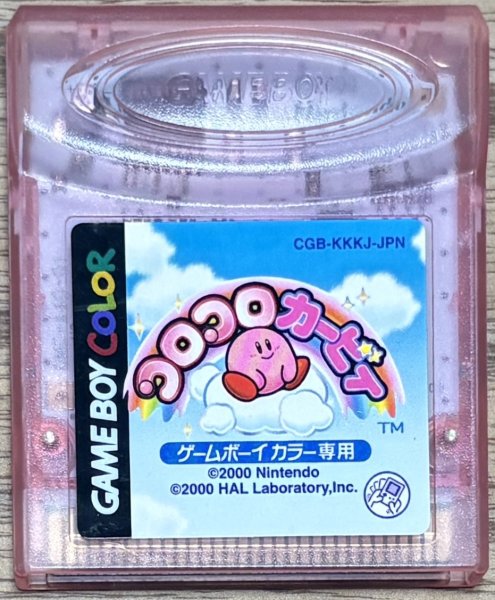 GAMEBOY
GAME BOY COLOR
CGB-KKKJ-JPN
コロコロカービィ
TM
ゲームボーイカラー専用
©2000 Nintendo
©2000 HAL Laboratory,Inc.